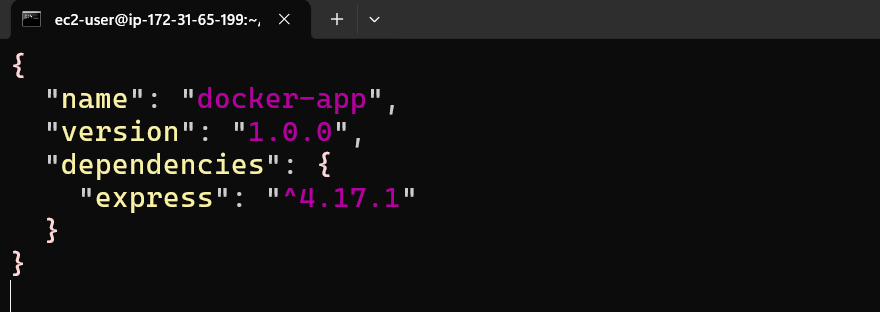 ec2-user@ip-172-31-65-199:~,
{
  "name": "docker-app",
  "version": "1.0.0",
  "dependencies": {
    "express": "^4.17.1"
  }
}